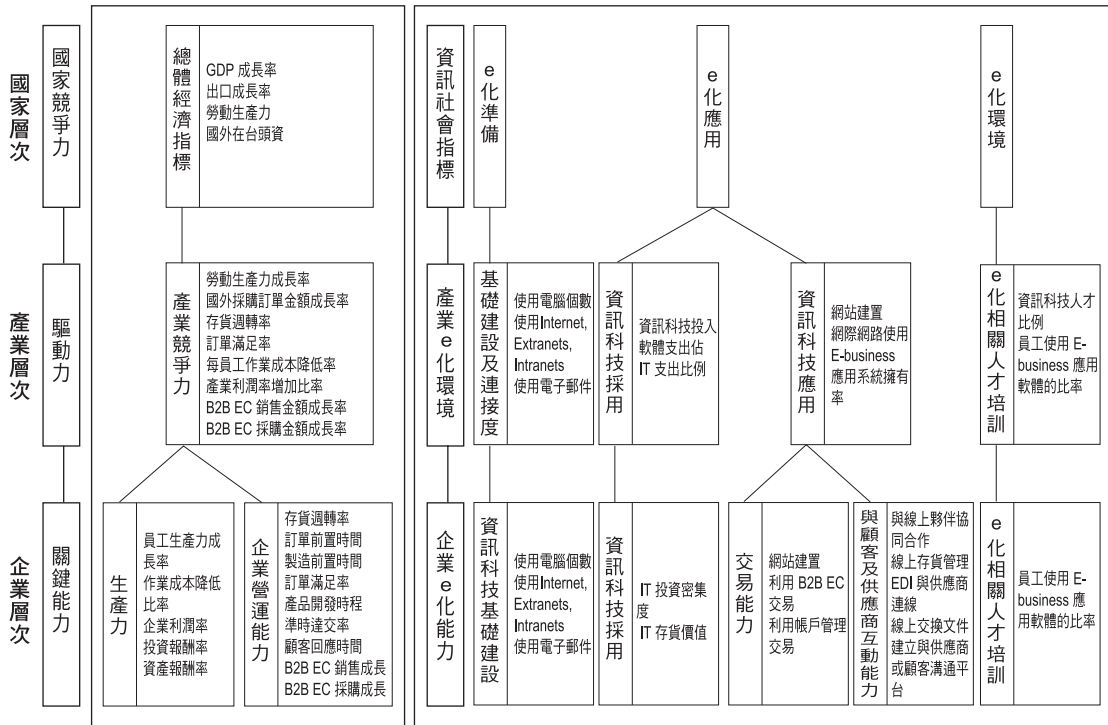 國家層次
國家競爭力
總體經濟指標
GDP 成長率
出口成長率
勞動生產力
國外在台頭資
資訊社會指標
e化準備
e化應用
e化環境
產業層次
驅動力
產業競爭力
勞動生產力成長率
國外採購訂單金額成長率
存貨週轉率
訂單滿足率
每員工作業成本降低率
產業利潤率增加比率
B2B EC 銷售金額成長率
B2B EC 採購金額成長率
產業e化環境
基礎建設及連接度
使用電腦個數
使用Internet,
Extranets,
Intranets
使用電子郵件
資訊科技採用
資訊科技投入
軟體支出佔
IT 支出比例
資訊科技應用
網站建置
網際網路使用
E-business
應用系統擁有
率
e化相關人才培訓
資訊科技人才
比例
員工使用 E-
business 應用
軟體的比率
企業層次
關鍵能力
生產力
員工生產力成
長率
作業成本降低
比率
企業利潤率
投資報酬率
資產報酬率
企業營運能力
存貨週轉率
訂單前置時間
製造前置時間
訂單滿足率
產品開發時程
準時達交率
顧客回應時間
B2B EC 銷售成長
B2B EC 採購成長
企業e化能力
資訊科技基礎建設
使用電腦個數
使用Internet,
Extranets,
Intranets
使用電子郵件
資訊科技採用
IT 投資密集
度
IT 存貨價值
交易能力
網站建置
利用 B2B EC
交易
利用帳戶管理
交易
與顧客及供應商互動能力
與線上夥伴協
同合作
線上存貨管理
EDI 與供應商
連線
線上交換文件
建立與供應商
或顧客溝通平
台
e化相關人才培訓
員工使用 E-
business 應
用軟體的比率